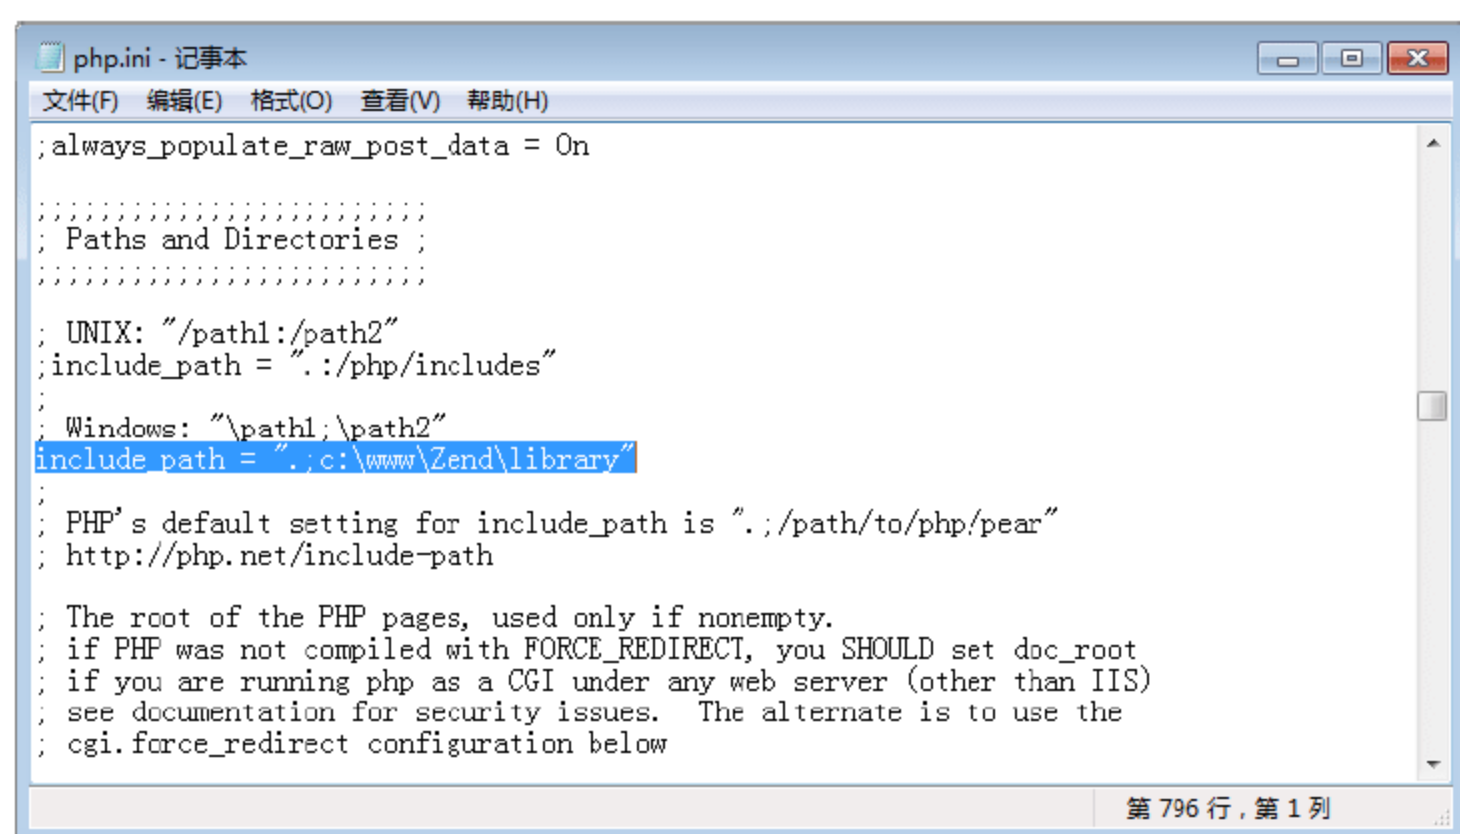 php.ini - 记事本
文件(F) 编辑(E) 格式(O) 查看(V) 帮助(H)
;always_populate_raw_post_data = On
;;;;;;;;;;;;;;;;;;;;;;;;;
; Paths and Directories ;
;;;;;;;;;;;;;;;;;;;;;;;;;
; UNIX: "/path1:/path2"
;include_path = ".:/php/includes"
;
; Windows: "\path1;\path2"
include_path = ".;c:\www\Zend\library"
;
; PHP's default setting for include_path is ".;/path/to/php/pear"
; http://php.net/include-path
; The root of the PHP pages, used only if nonempty.
; if PHP was not compiled with FORCE_REDIRECT, you SHOULD set doc_root
; if you are running php as a CGI under any web server (other than IIS)
; see documentation for security issues.  The alternate is to use the
; cgi.force_redirect configuration below
第 796 行，第 1 列